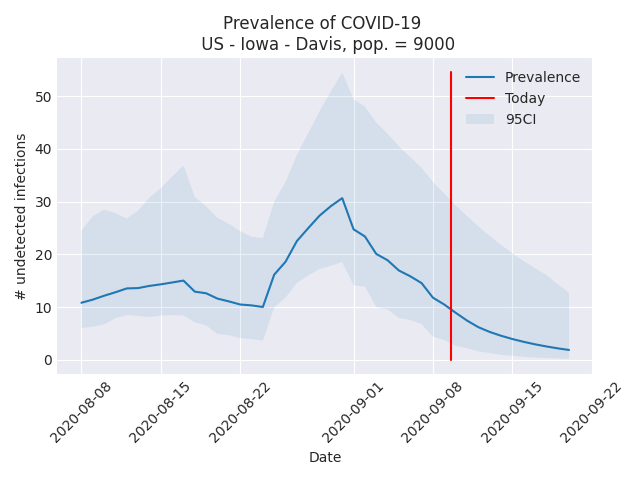 Prevalence of COVID-19
US - Iowa - Davis, pop. = 9000
Prevalence
Today
95CI
# undetected infections
50
40
30
20
10
0
2020-08-08
2020-08-15
2020-08-22
2020-09-01
2020-09-08
2020-09-15
2020-09-22
Date